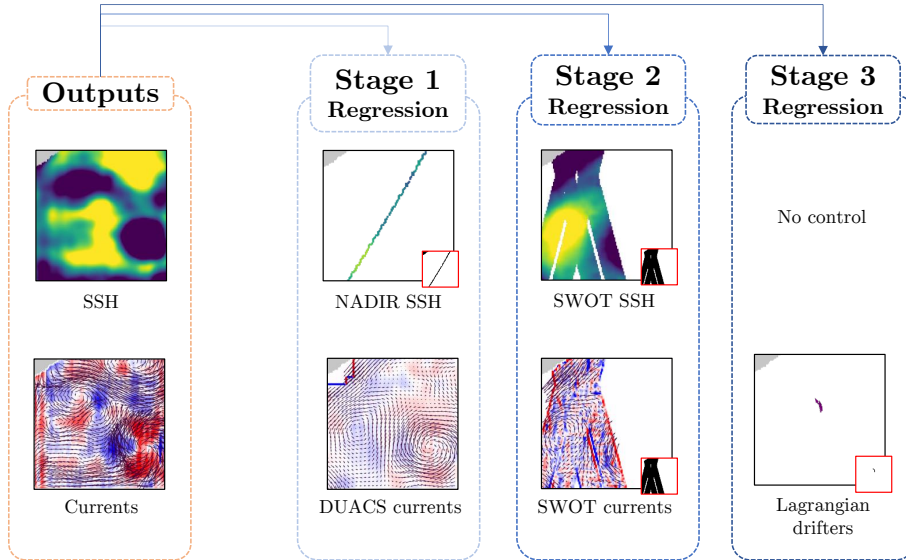 Outputs
SSH
Currents
Stage 1
Regression
NADIR SSH
DUACS currents
Stage 2
Regression
SWOT SSH
SWOT currents
Stage 3
Regression
No control
Lagrangian
drifters